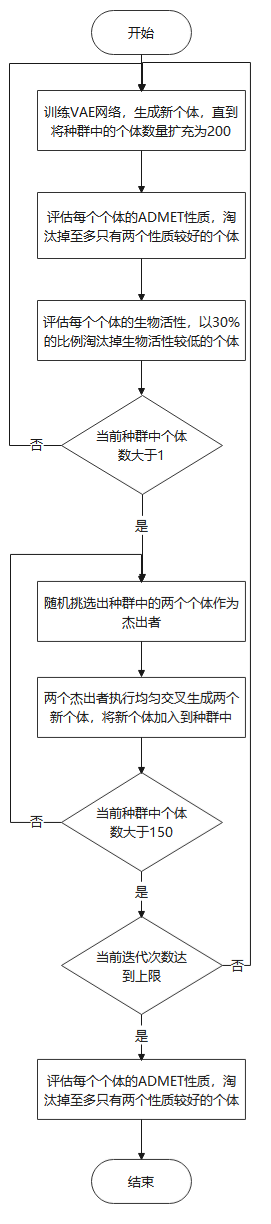 开始
训练VAE网络，生成新个体，直到
将种群中的个体数量扩充为200
评估每个个体的ADMET性质，淘
汰掉至多只有两个性质较好的个体
评估每个个体的生物活性，以30%
的比例淘汰掉生物活性较低的个体
当前种群中个体
数大于1
否
是
随机挑选出种群中的两个个体作为
杰出者
两个杰出者执行均匀交叉生成两个
新个体，将新个体加入到种群中
当前种群中个体
数大于150
否
是
当前迭代次数达
到上限
否
是
评估每个个体的ADMET性质，淘
汰掉至多只有两个性质较好的个体
结束